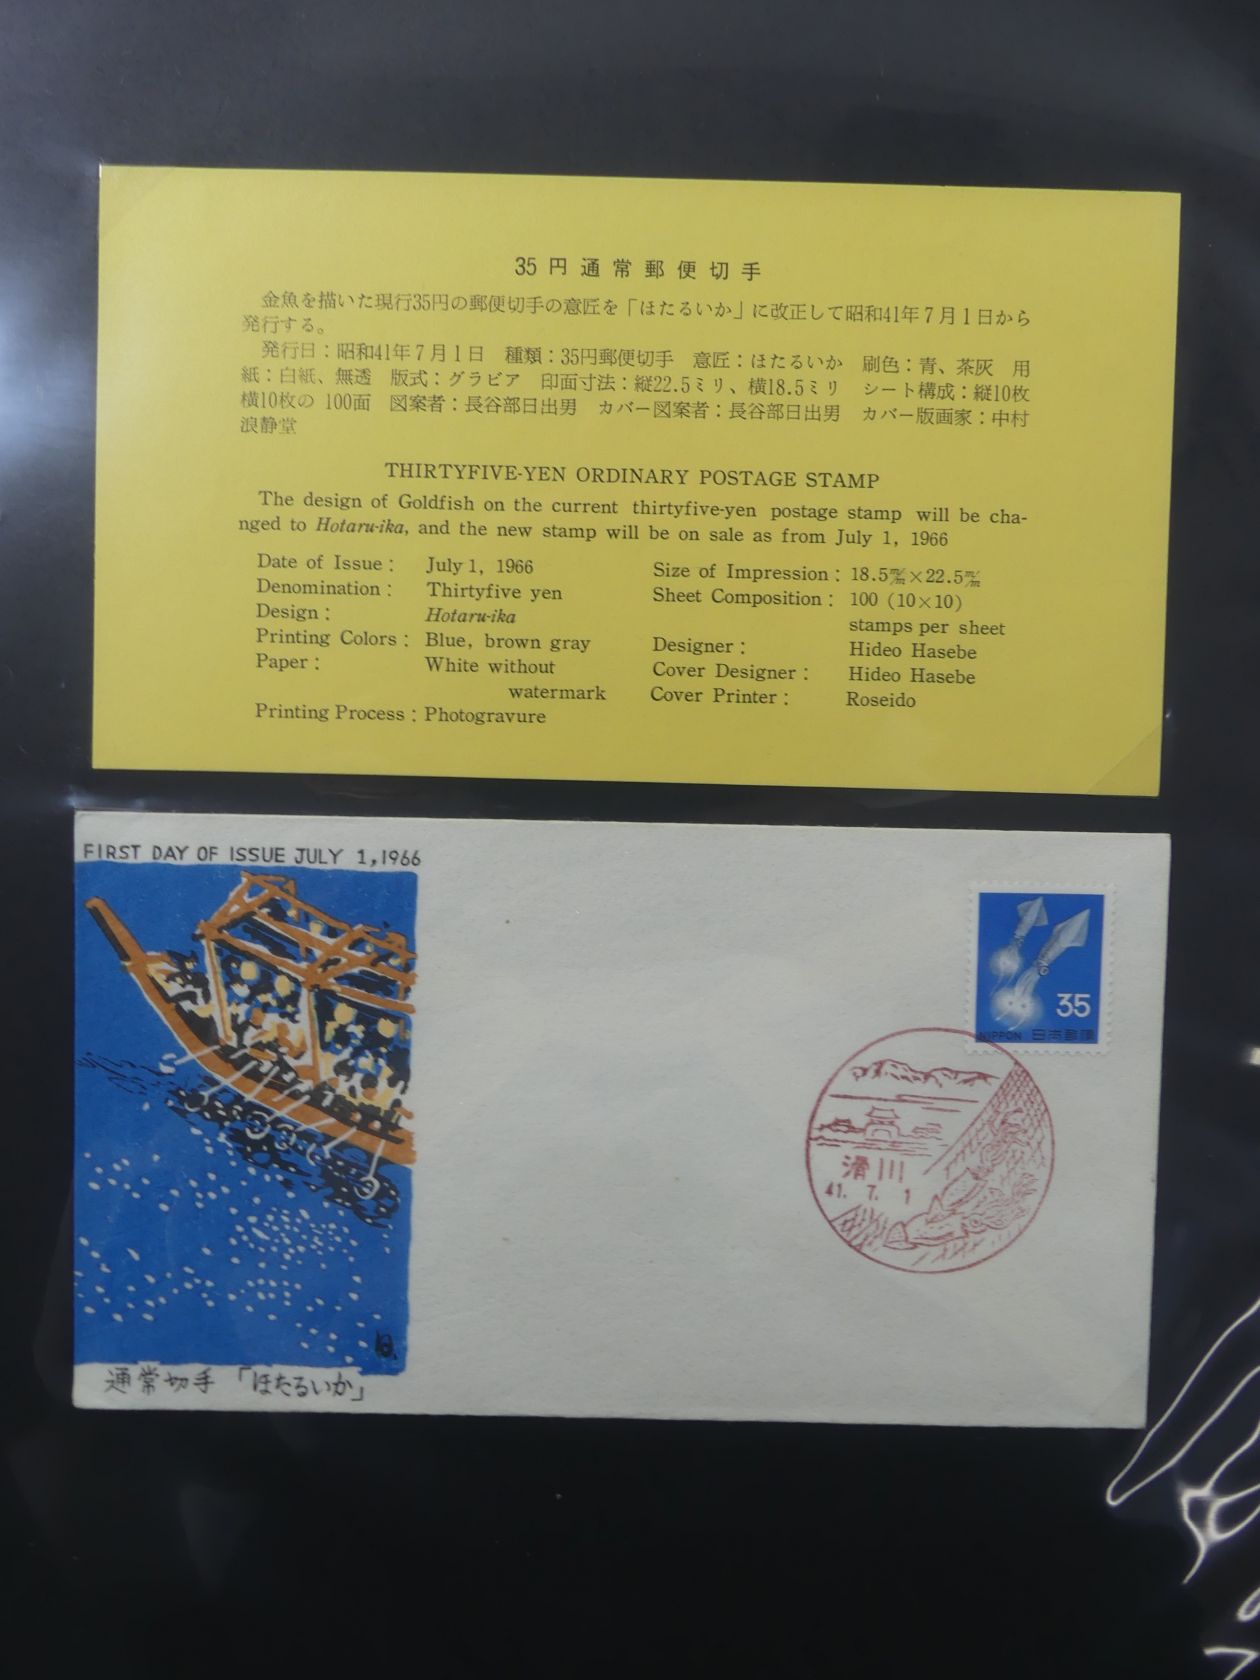 35円通常郵便切手
金魚を描いた現行35円の郵便切手の意匠を「ほたるいか」に改正して昭和41年7月1日から
発行する。
発行日:昭和41年7月1日 種類:35円郵便切手 意匠:ほたるいか 刷色:青、茶灰 用
紙:白紙、無透 版式:グラビア 印面寸法:縦22.5ミリ、横18.5ミリ シート構成:縦10枚
横10枚の 100面 図案者:長谷部日出男 カバー図案者:長谷部日出男 カバー版画家:中村
浪静堂
THIRTYFIVE-YEN ORDINARY POSTAGE STAMP
The design of Goldfish on the current thirtyfive-yen postage stamp will be cha-
nged to Hotaru-ika, and the new stamp will be on sale as from July 1, 1966
Date of Issue: July 1, 1966
Denomination: Thirtyfive yen
Design: Hotaru-ika
Printing Colors: Blue, brown gray
Paper: White without
watermark
Printing Process: Photogravure
Size of Impression: 18.5m/m×22.5m/m
Sheet Composition: 100 (10×10)
stamps per sheet
Designer: Hideo Hasebe
Cover Designer: Hideo Hasebe
Cover Printer: Roseido
FIRST DAY OF ISSUE JULY 1, 1966
35
NIPPON 日本郵便
滑川
41. 7. 1
通常切手「ほたるいか」